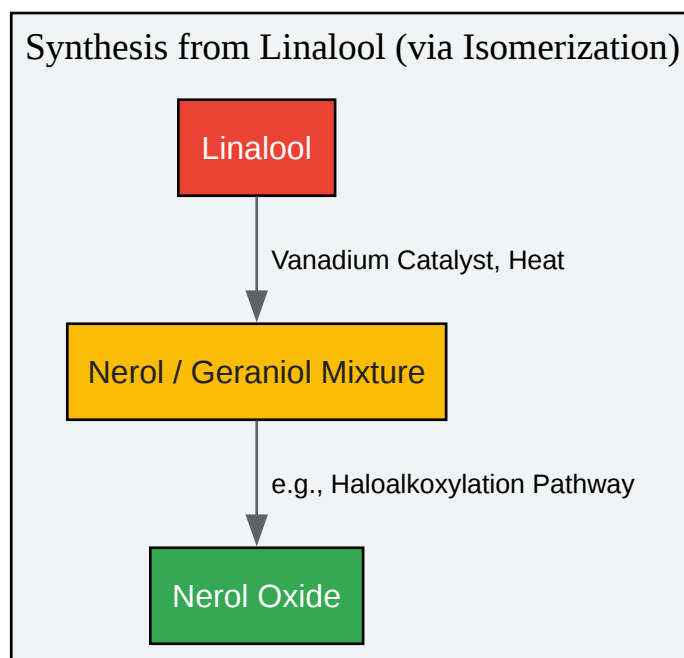 Synthesis from Linalool (via Isomerization)
Linalool
Vanadium Catalyst, Heat
Nerol / Geraniol Mixture
e.g., Haloalkoxylation Pathway
Nerol Oxide